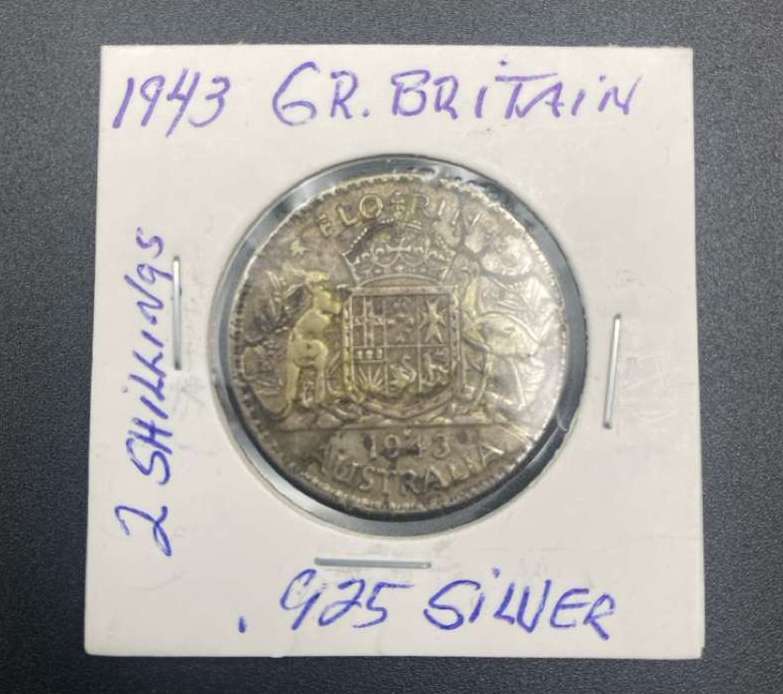 1943 GR. BRITAIN
2 SHILLINGS
FLORIN
1943
AUSTRALIA
.925 SILVER